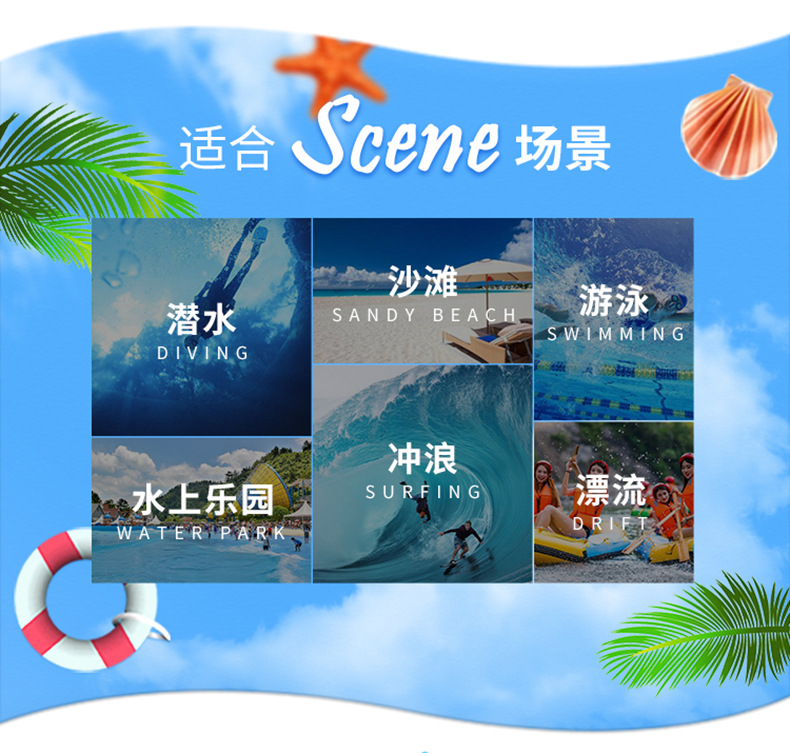 适合 Scene 场景
潜水
DIVING
沙滩
SANDY BEACH
游泳
SWIMMING
水上乐园
WATER PARK
冲浪
SURFING
漂流
DRIFT